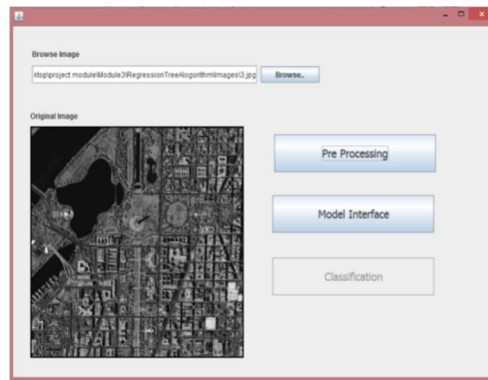 Browse Image
ktop\project module\Module3\RegressionTreeAlogorithm\Images\3.jpg
Browse..
Original Image
Pre Processing
Model Interface
Classification